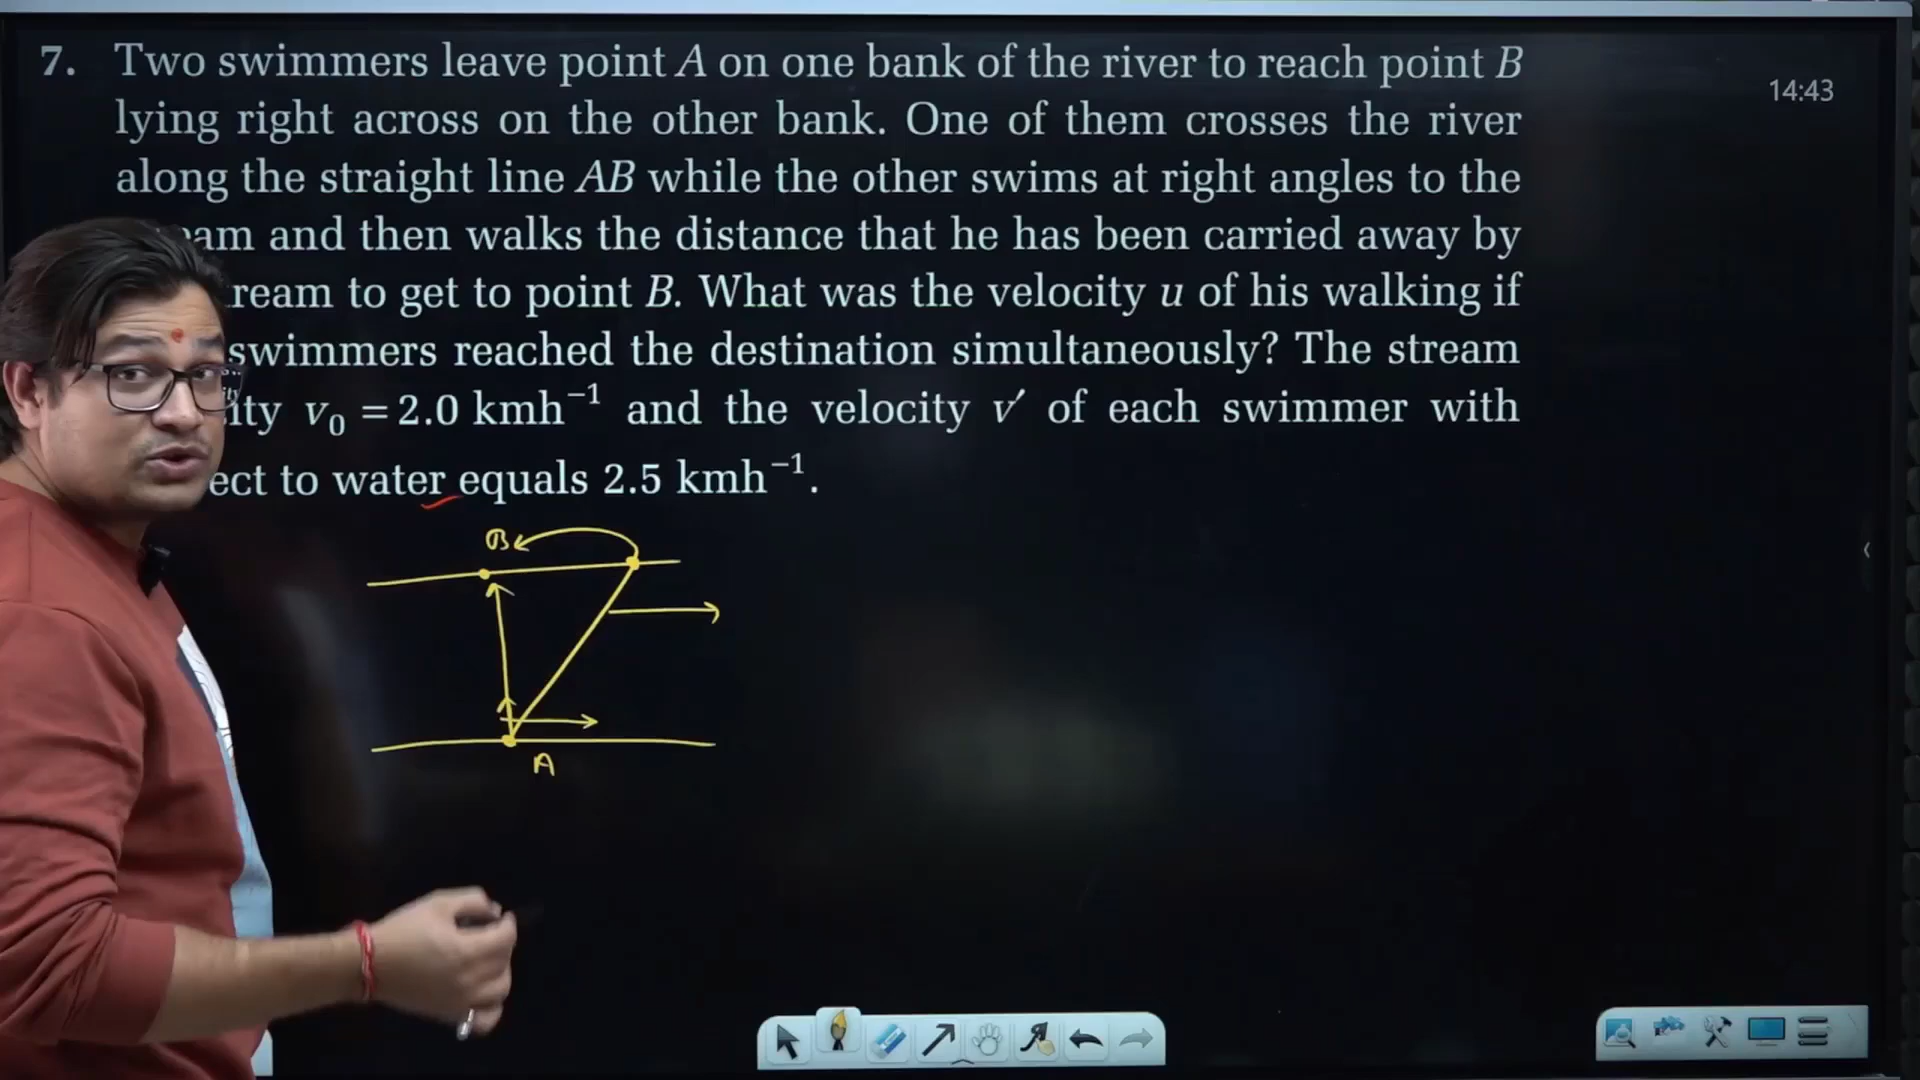 7. Two swimmers leave point A on one bank of the river to reach point B
14:43
lying right across on the other bank. One of them crosses the river
along the straight line AB while the other swims at right angles to the
eam and then walks the distance that he has been carried away by
ream to get to point B. What was the velocity u of his walking if
swimmers reached the destination simultaneously? The stream
ity v₀ = 2.0 kmh⁻¹ and the velocity v′ of each swimmer with
ect to water equals 2.5 kmh⁻¹.
B
A